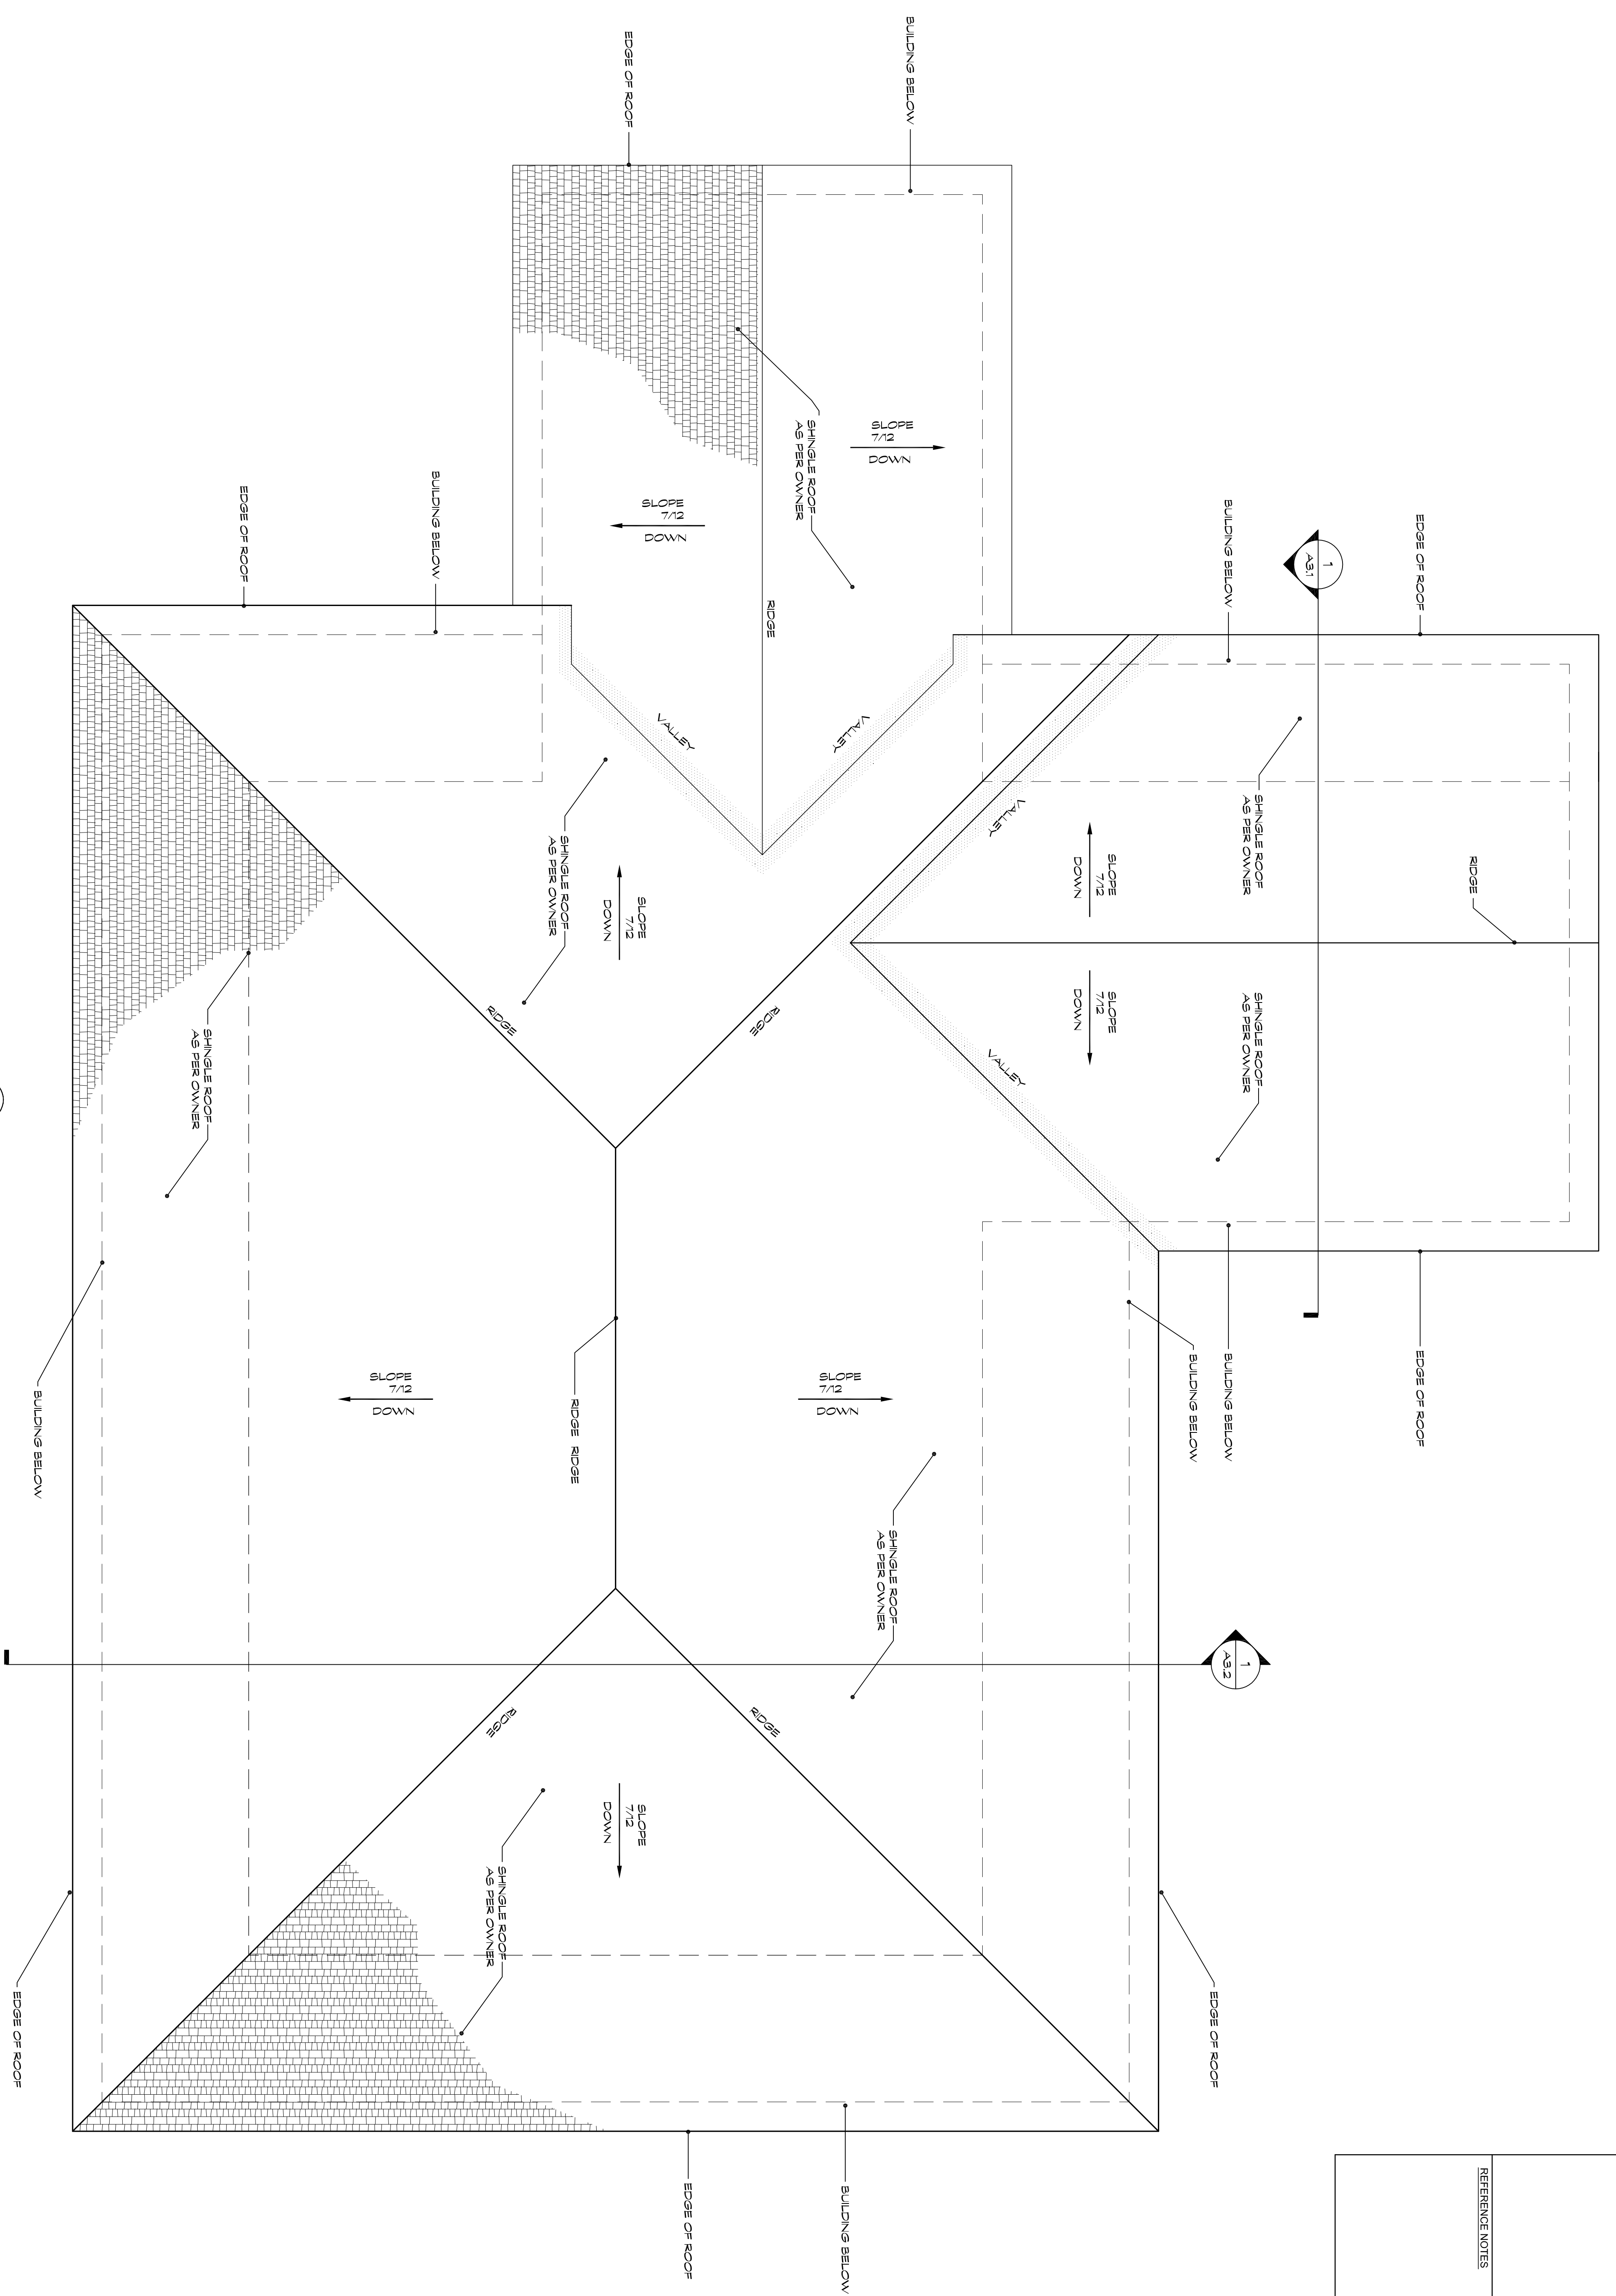 BUILDING BELOW
EDGE OF ROOF
SHINGLE ROOF
AS PER OWNER
SLOPE
7/12
DOWN
SLOPE
7/12
DOWN
RIDGE
BUILDING BELOW
EDGE OF ROOF
BUILDING BELOW
EDGE OF ROOF
1
A3.1
VALLEY
VALLEY
VALLEY
SHINGLE ROOF
AS PER OWNER
SLOPE
7/12
DOWN
SHINGLE ROOF
AS PER OWNER
SLOPE
7/12
DOWN
RIDGE
SLOPE
7/12
DOWN
SHINGLE ROOF
AS PER OWNER
RIDGE
RIDGE
VALLEY
SHINGLE ROOF
AS PER OWNER
BUILDING BELOW
BUILDING BELOW
EDGE OF ROOF
BUILDING BELOW
SLOPE
7/12
DOWN
RIDGE RIDGE
SLOPE
7/12
DOWN
SHINGLE ROOF
AS PER OWNER
1
A3.2
RIDGE
RIDGE
SLOPE
7/12
DOWN
SHINGLE ROOF
AS PER OWNER
EDGE OF ROOF
EDGE OF ROOF
EDGE OF ROOF
BUILDING BELOW
REFERENCE NOTES